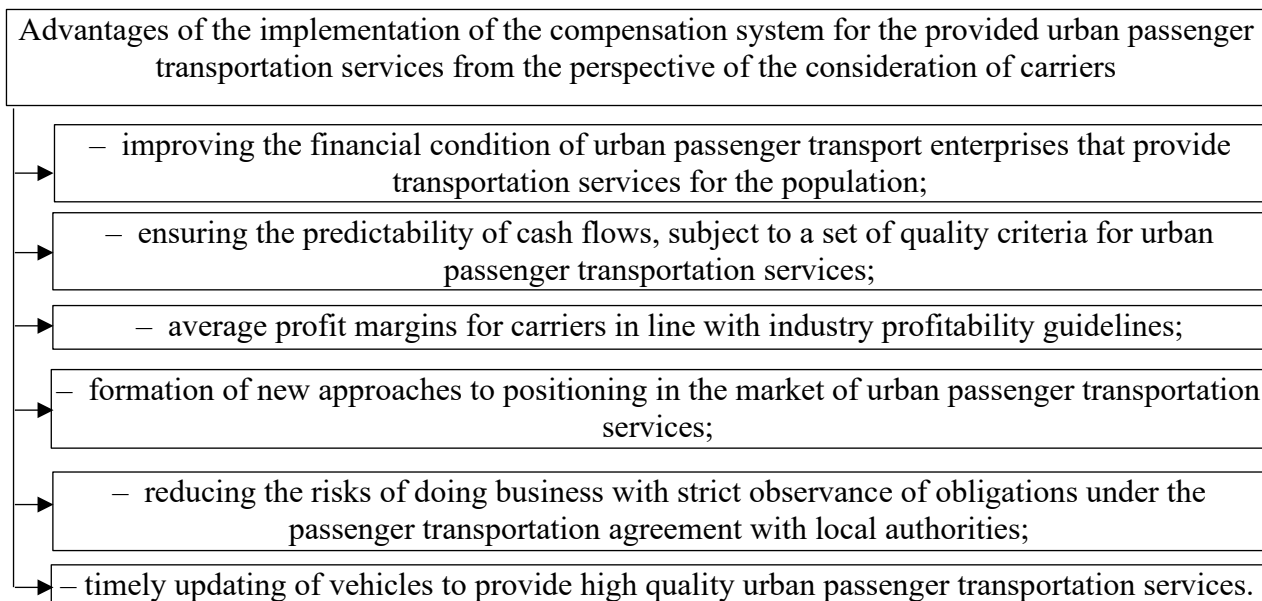 Advantages of the implementation of the compensation system for the provided urban passenger
transportation services from the perspective of the consideration of carriers
– improving the financial condition of urban passenger transport enterprises that provide
transportation services for the population;
– ensuring the predictability of cash flows, subject to a set of quality criteria for urban
passenger transportation services;
– average profit margins for carriers in line with industry profitability guidelines;
– formation of new approaches to positioning in the market of urban passenger transportation
services;
– reducing the risks of doing business with strict observance of obligations under the
passenger transportation agreement with local authorities;
– timely updating of vehicles to provide high quality urban passenger transportation services.